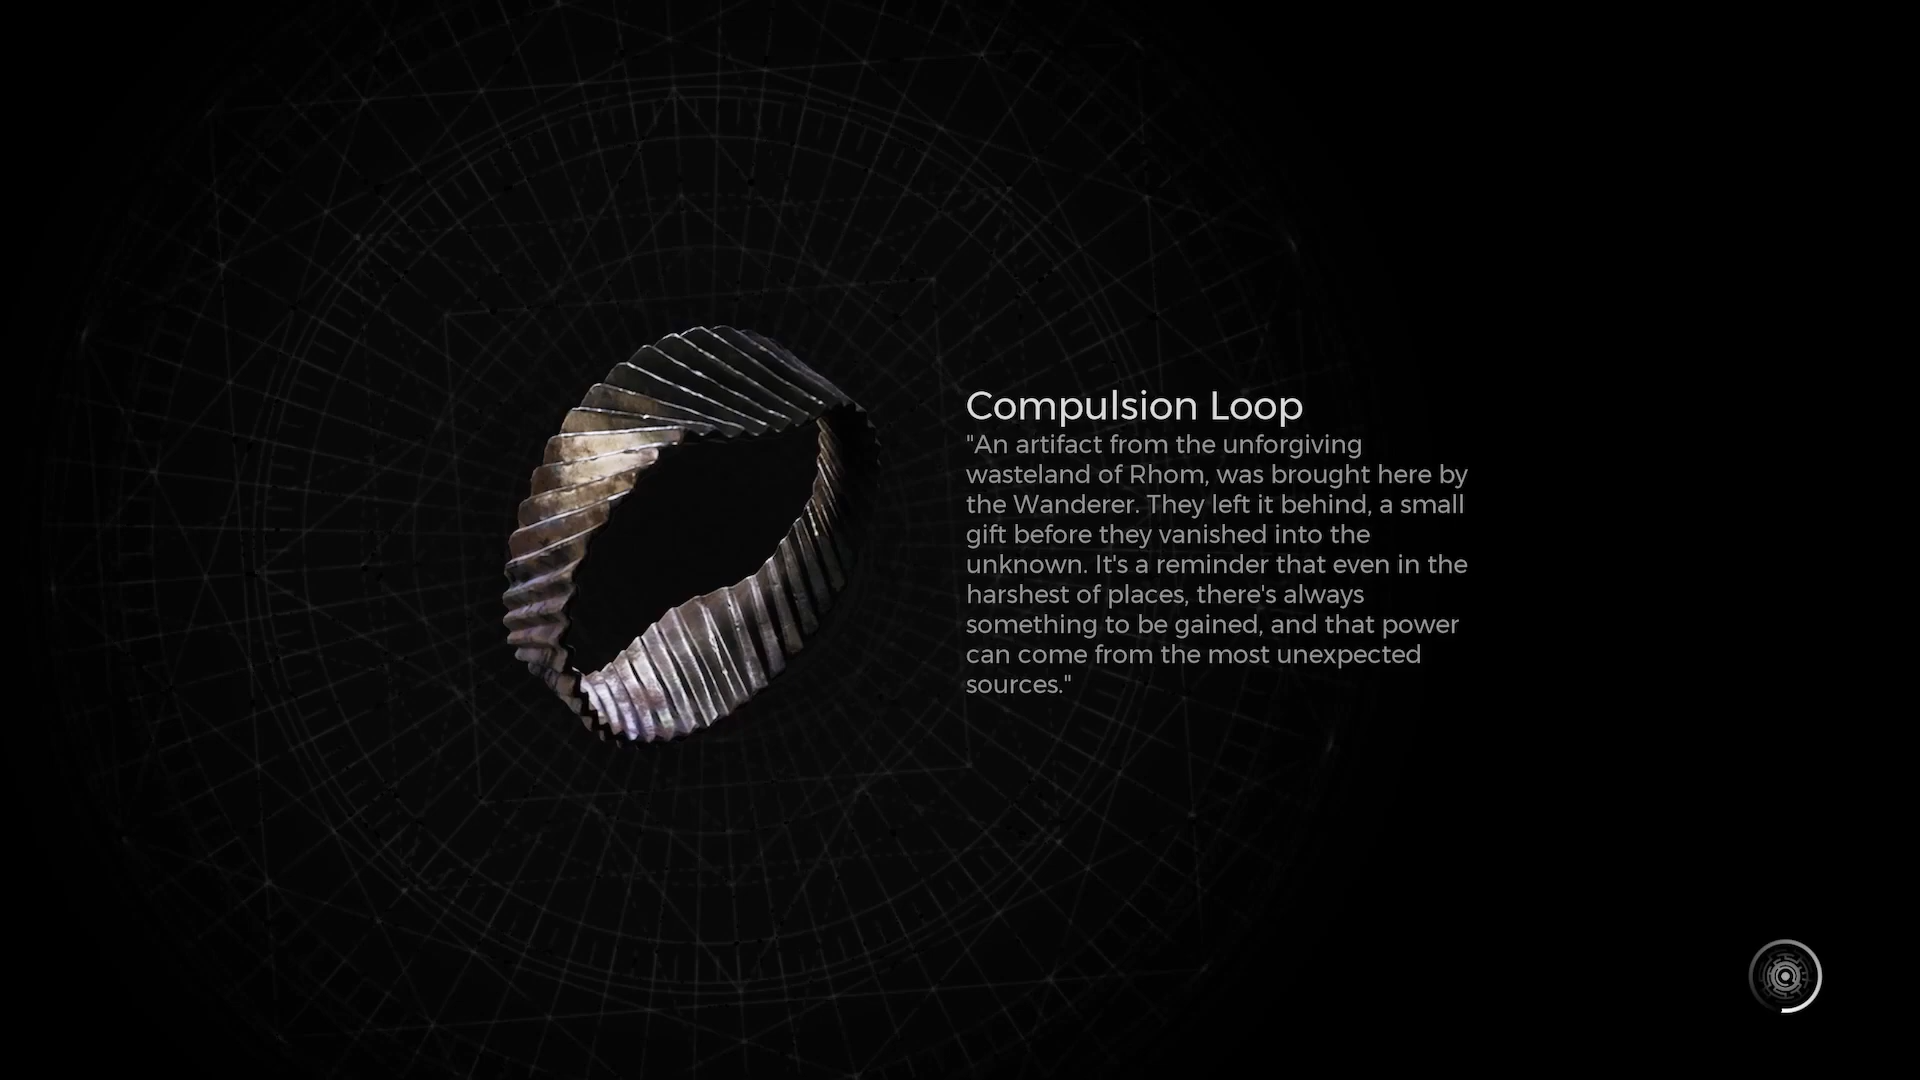 Compulsion Loop
"An artifact from the unforgiving
wasteland of Rhom, was brought here by
the Wanderer. They left it behind, a small
gift before they vanished into the
unknown. It's a reminder that even in the
harshest of places, there's always
something to be gained, and that power
can come from the most unexpected
sources."